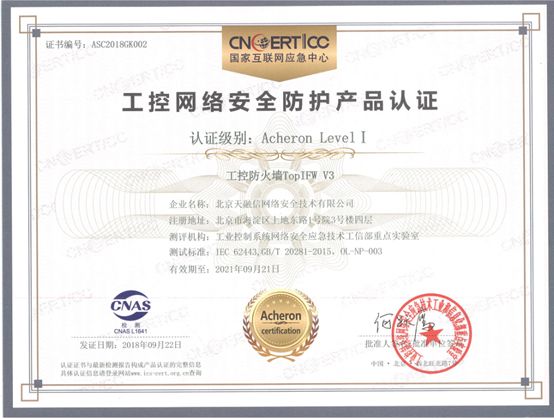 证书编号：ASC2018GK002
CNCERT/CC
国家互联网应急中心
工控网络安全防护产品认证
认证级别：Acheron Level I
工控防火墙TopIFW V3
企业名称：北京天融信网络安全技术有限公司
注册地址：北京市海淀区上地东路1号院3号楼四层
测评机构：工业控制系统网络安全应急技术工信部重点实验室
测试标准：IEC 62443,GB/T 20281-2015, OL-NP-003
有效期至：2021年09月21日
CNAS
检 测
CNAS L1641
Acheron
certification
发证日期：2018年09月22日
认证证书与最新检测报告构成产品认证的完整信息
具体认证信息请登录网站www.ics-cert.org.cn查询